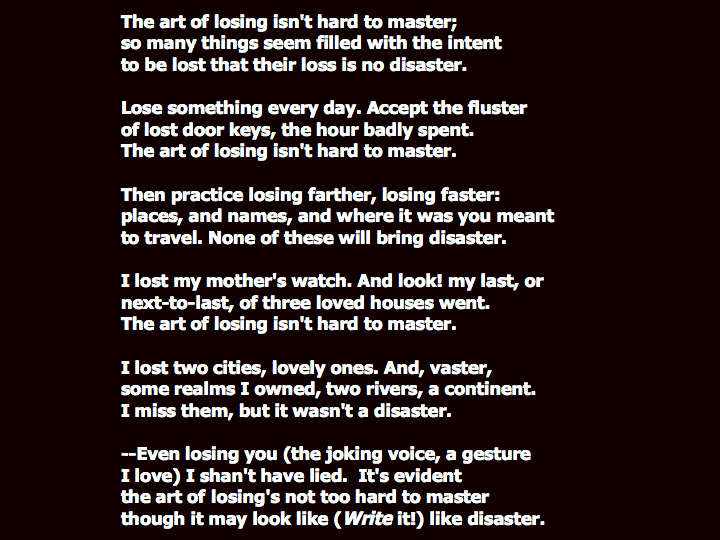 The art of losing isn't hard to master;
so many things seem filled with the intent
to be lost that their loss is no disaster.
Lose something every day. Accept the fluster
of lost door keys, the hour badly spent.
The art of losing isn't hard to master.
Then practice losing farther, losing faster:
places, and names, and where it was you meant
to travel. None of these will bring disaster.
I lost my mother's watch. And look! my last, or
next-to-last, of three loved houses went.
The art of losing isn't hard to master.
I lost two cities, lovely ones. And, vaster,
some realms I owned, two rivers, a continent.
I miss them, but it wasn't a disaster.
--Even losing you (the joking voice, a gesture
I love) I shan't have lied.  It's evident
the art of losing's not too hard to master
though it may look like (Write it!) like disaster.